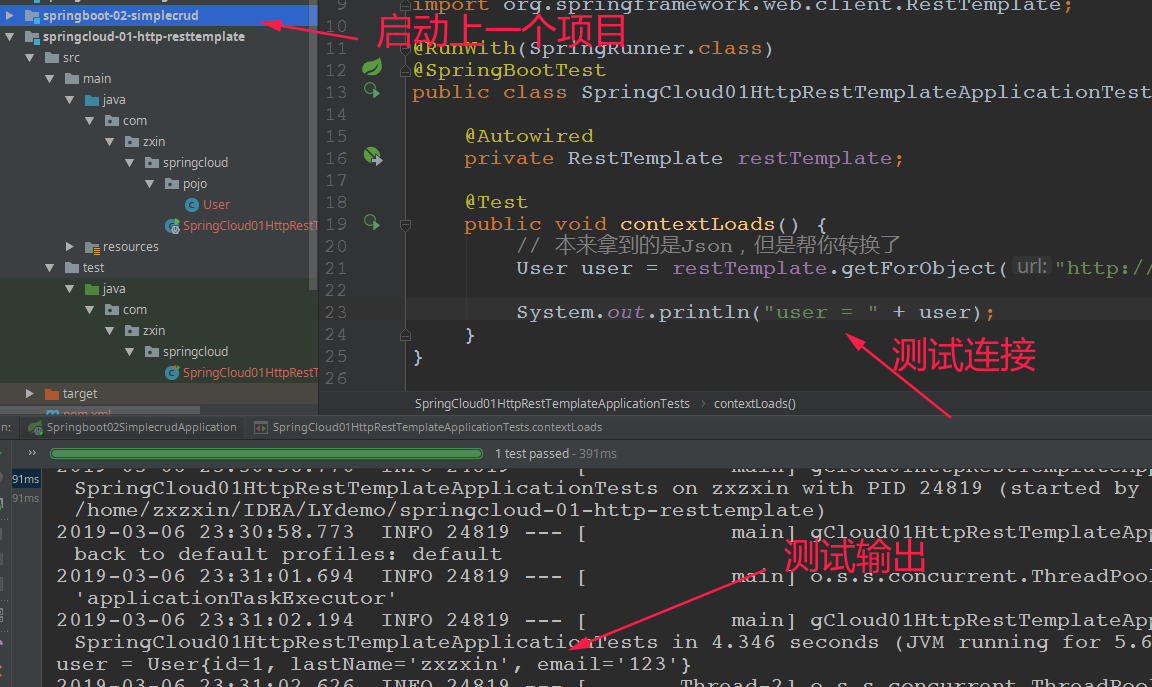 springboot-02-simplecrud
springcloud-01-http-resttemplate
src
main
java
com
zxin
springcloud
pojo
User
SpringCloud01HttpRestT
resources
test
java
com
zxin
springcloud
SpringCloud01HttpRestT
target
pom.xml
启动上一个项目
9 import org.springframework.web.client.RestTemplate;
10
11 @RunWith(SpringRunner.class)
12 @SpringBootTest
13 public class SpringCloud01HttpRestTemplateApplicationTest
14
15 @Autowired
16 private RestTemplate restTemplate;
17
18 @Test
19 public void contextLoads() {
20 // 本来拿到的是Json，但是帮你转换了
21 User user = restTemplate.getForObject( url: "http://
22
23 System.out.println("user = " + user);
24 }
25 }
26
测试连接
SpringCloud01HttpRestTemplateApplicationTests › contextLoads()
n: Springboot02SimplecrudApplication SpringCloud01HttpRestTemplateApplicationTests.contextLoads
» 1 test passed - 391ms
91ms
91ms
SpringCloud01HttpRestTemplateApplicationTests on zxzxin with PID 24819 (started by
/home/zxzxin/IDEA/LYdemo/springcloud-01-http-resttemplate)
2019-03-06 23:30:58.773 INFO 24819 --- [ main] gCloud01HttpRestTemplateApp
back to default profiles: default
测试输出
2019-03-06 23:31:01.694 INFO 24819 --- [ main] o.s.s.concurrent.ThreadPool
'applicationTaskExecutor'
2019-03-06 23:31:02.194 INFO 24819 --- [ main] gCloud01HttpRestTemplateApp
SpringCloud01HttpRestTemplateApplicationTests in 4.346 seconds (JVM running for 5.6
user = User{id=1, lastName='zxzxin', email='123'}
2019-03-06 23:31:02.626 INFO 24819 --- [ Thread-2] o.s.s.concurrent.ThreadPool